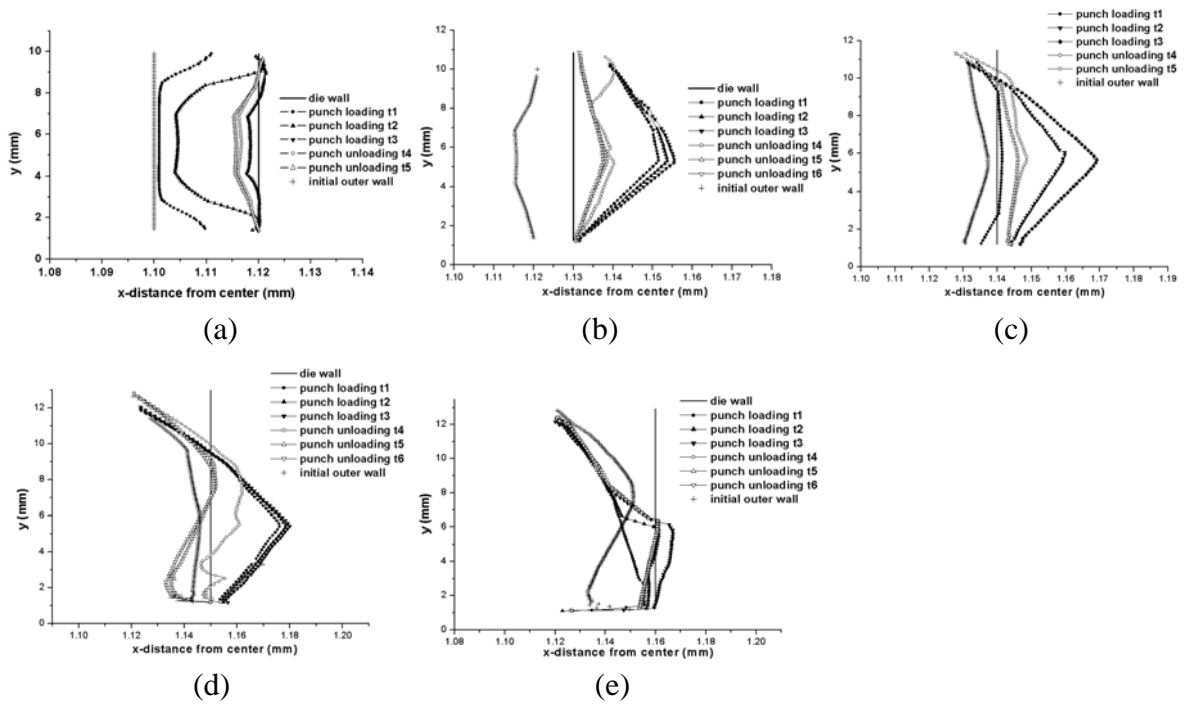 10
8
6
4
2
0
y (mm)
1.08 1.09 1.10 1.11 1.12 1.13 1.14
x-distance from center (mm)
die wall
punch loading t1
punch loading t2
punch loading t3
punch unloading t4
punch unloading t5
initial outer wall
(a)
12
10
8
6
4
2
0
y (mm)
1.10 1.11 1.12 1.13 1.14 1.15 1.16 1.17 1.18
x-distance from center (mm)
die wall
punch loading t1
punch loading t2
punch loading t3
punch unloading t4
punch unloading t5
punch unloading t6
initial outer wall
(b)
punch loading t1
punch loading t2
punch loading t3
punch unloading t4
punch unloading t5
initial outer wall
12
10
8
6
4
2
0
y (mm)
1.10 1.11 1.12 1.13 1.14 1.15 1.16 1.17 1.18 1.19
x-distance from center (mm)
(c)
12
10
8
6
4
2
0
y (mm)
1.10 1.12 1.14 1.16 1.18 1.20
x-distance from center (mm)
die wall
punch loading t1
punch loading t2
punch loading t3
punch unloading t4
punch unloading t5
punch unloading t6
initial outer wall
(d)
12
10
8
6
4
2
0
y (mm)
1.08 1.10 1.12 1.14 1.16 1.18 1.20
x-distance from center (mm)
die wall
punch loading t1
punch loading t2
punch loading t3
punch unloading t4
punch unloading t5
punch unloading t6
initial outer wall
(e)